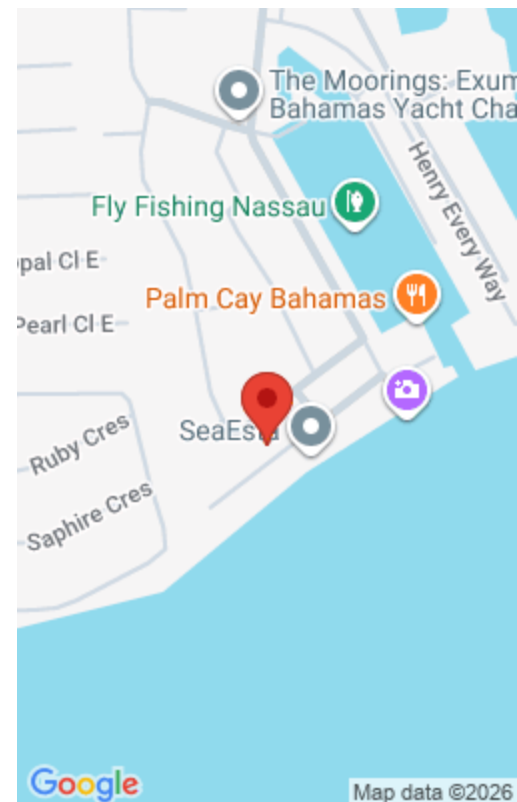 The Moorings: Exum
Bahamas Yacht Cha
Henry Every Way
Fly Fishing Nassau
opal Cl E
Palm Cay Bahamas
Pearl Cl E
SeaEsta
Ruby Cres
Saphire Cres
Google
Map data ©2026